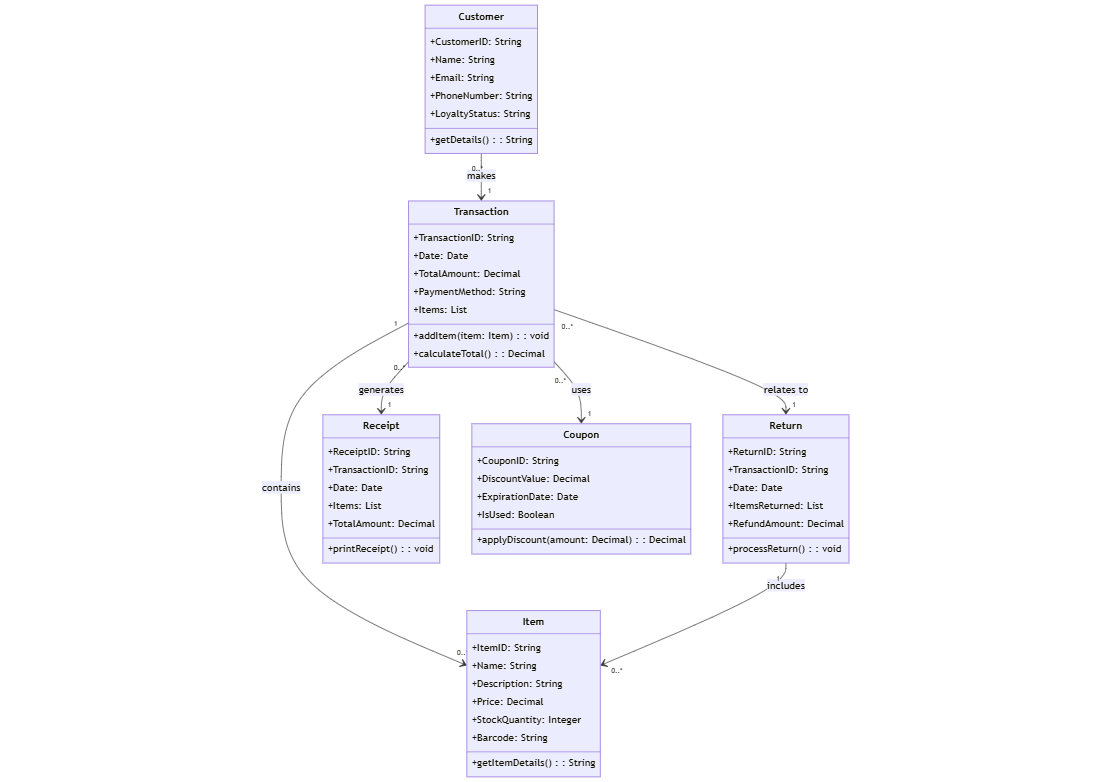 Customer
+CustomerID: String
+Name: String
+Email: String
+PhoneNumber: String
+LoyaltyStatus: String
+getDetails() : : String
0..*
makes
1
Transaction
+TransactionID: String
+Date: Date
+TotalAmount: Decimal
+PaymentMethod: String
+Items: List
+addItem(item: Item) : : void
+calculateTotal() : : Decimal
1
0..*
0..*
0..*
generates
uses
relates to
1
1
1
Receipt
+ReceiptID: String
+TransactionID: String
+Date: Date
+Items: List
+TotalAmount: Decimal
+printReceipt() : : void
Coupon
+CouponID: String
+DiscountValue: Decimal
+ExpirationDate: Date
+IsUsed: Boolean
+applyDiscount(amount: Decimal) : : Decimal
Return
+ReturnID: String
+TransactionID: String
+Date: Date
+ItemsReturned: List
+RefundAmount: Decimal
+processReturn() : : void
contains
1
includes
0..
0..*
Item
+ItemID: String
+Name: String
+Description: String
+Price: Decimal
+StockQuantity: Integer
+Barcode: String
+getItemDetails() : : String